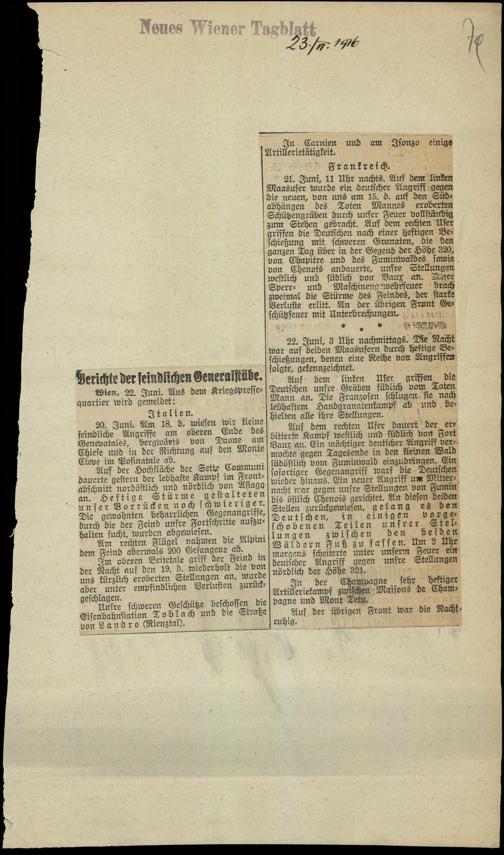 Neues Wiener Tagblatt
23./VI. 1916
Berichte der feindlichen Generalstäbe.
Wien, 22. Juni. Aus dem Kriegspresse-
quartier wird gemeldet:
Italien.
20. Juni. Am 18. d. wiesen wir kleine
feindliche Angriffe am oberen Ende des
Genevatales, bergwärts von Daone am
Chiese und in der Richtung auf den Monte
Cieve im Posinatale ab.
Auf der Hochfläche der Sette Communi
dauerte gestern der lebhafte Kampf im Front-
abschnitt nordöstlich und nördlich von Asiago
an. Heftige Stürme gestalteten
unser Vorrücken noch schwieriger.
Die gewohnten beharrlichen Gegenangriffe,
durch die der Feind unsre Fortschritte aufzu-
halten sucht, wurden abgewiesen.
Am rechten Flügel nahmen die Alpini
dem Feind abermals 200 Gefangene ab.
Im oberen Boitetale griff der Feind in
der Nacht auf den 19. d. wiederholt die von
uns kürzlich eroberten Stellungen an, wurde
aber unter empfindlichen Verlusten zurück-
geschlagen.
Unsre schweren Geschütze beschossen die
Eisenbahnstation Toblach und die Straße
von Landro (Rienztal).
In Carnien und am Isonzo einige
Artillerietätigkeit.
Frankreich.
21. Juni, 11 Uhr nachts. Auf dem linken
Maasufer wurde ein deutscher Angriff gegen
die neuen, von uns am 15. d. auf den Süd-
abhängen des Toten Mannes eroberten
Schützengräben durch unser Feuer vollständig
zum Stehen gebracht. Auf dem rechten Ufer
griffen die Deutschen nach einer heftigen Be-
schießung mit schweren Granaten, die den
ganzen Tag über in der Gegend der Höhe 320,
von Chapitre und des Fuminwaldes sowie
von Chenois andauerte, unsre Stellungen
westlich und südlich von Vaux an. Unser
Sperr- und Maschinengewehrfeuer brach
zweimal die Stürme des Feindes, der starke
Verluste erlitt. An der übrigen Front Ge-
schützfeuer mit Unterbrechungen.
* * *
22. Juni, 3 Uhr nachmittags. Die Nacht
war auf beiden Maasufern durch heftige Be-
schießungen, denen eine Reihe von Angriffen
folgte, gekennzeichnet.
Auf dem linken Ufer griffen die
Deutschen unsre Gräben südlich vom Toten
Mann an. Die Franzosen schlugen sie nach
lebhaftem Handgranatenkampf ab und be-
hielten alle ihre Stellungen.
Auf dem rechten Ufer dauert der er-
bitterte Kampf westlich und südlich von Fort
Vaux an. Ein mächtiger deutscher Angriff ver-
mochte gegen Tagesende in den kleinen Wald
südöstlich vom Fuminwald einzudringen. Ein
sofortiger Gegenangriff warf die Deutschen
wieder hinaus. Ein neuer Angriff um Mitter-
nacht war gegen unsre Stellungen von Fumin
bis östlich Chenois gerichtet. An diesen beiden
Stellen zurückgewiesen, gelang es den
Deutschen, in einigen vorge-
schobenen Teilen unsrer Stel-
lungen zwischen den beiden
Wäldern Fuß zu fassen. Um 9 Uhr
morgens scheiterte unter unserm Feuer ein
deutscher Angriff gegen unsre Stellungen
nördlich der Höhe 321.
In der Champagne sehr heftiger
Artilleriekampf zwischen Maisons de Cham-
pagne und Mont Tetu.
Auf der übrigen Front war die Nacht
ruhig.